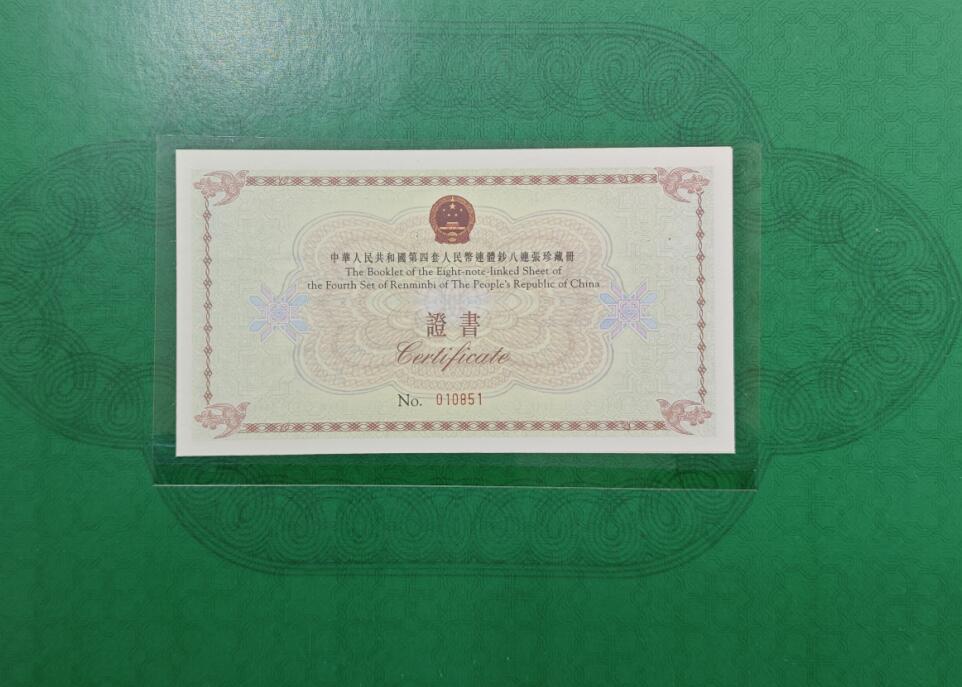 中華人民共和國第四套人民幣連體鈔八連張珍藏冊
The Booklet of the Eight-note-linked Sheet of
the Fourth Set of Renminbi of The People's Republic of China
證書
Certificate
No. 010851